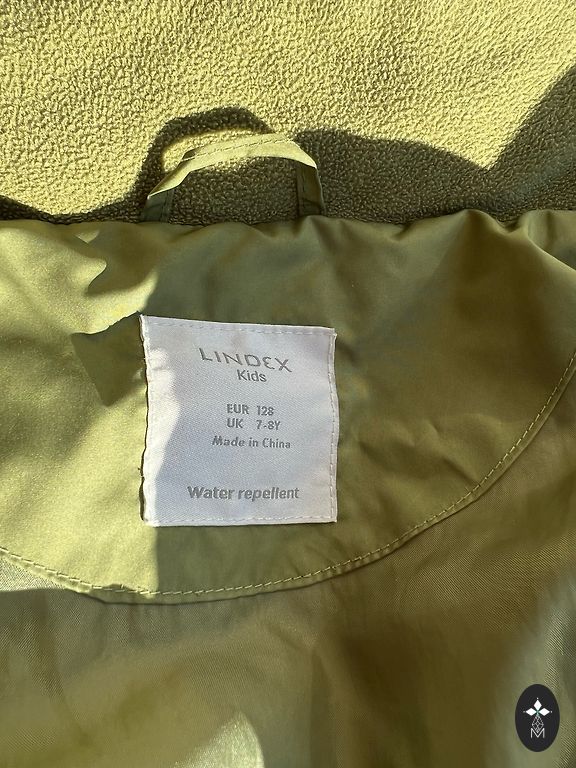 LINDEX
Kids
EUR 128
UK 7-8Y
Made in China
Water repellent
M